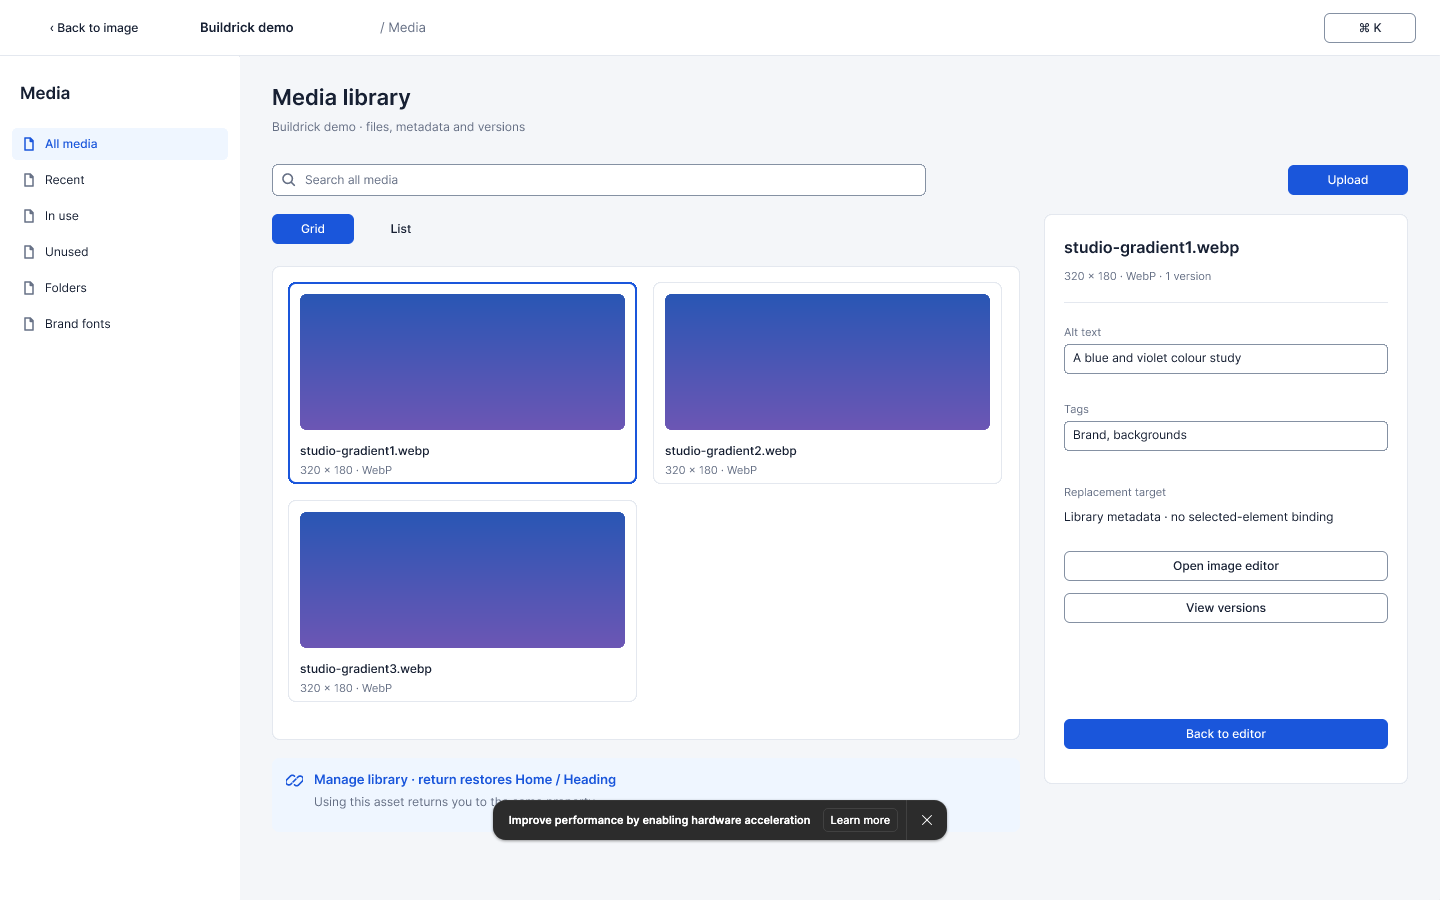 ‹ Back to image
Buildrick demo
/ Media
⌘ K
Media
All media
Recent
In use
Unused
Folders
Brand fonts
Media library
Buildrick demo · files, metadata and versions
Search all media
Upload
Grid
List
studio-gradient1.webp
320 × 180 · WebP
studio-gradient2.webp
320 × 180 · WebP
studio-gradient3.webp
320 × 180 · WebP
studio-gradient1.webp
320 × 180 · WebP · 1 version
Alt text
A blue and violet colour study
Tags
Brand, backgrounds
Replacement target
Library metadata · no selected-element binding
Open image editor
View versions
Back to editor
Manage library · return restores Home / Heading
Using this asset returns you to
Improve performance by enabling hardware acceleration
Learn more